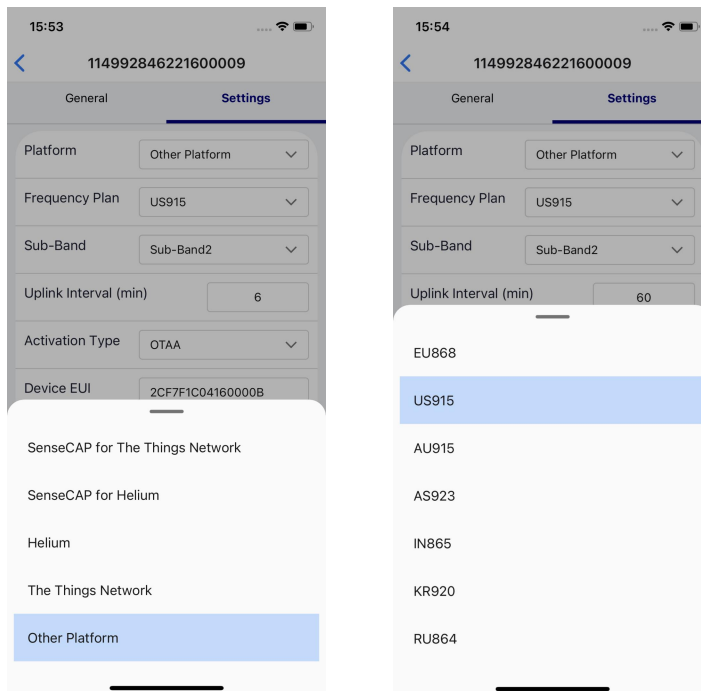 15:53
114992846221600009
General Settings
Platform Other Platform
Frequency Plan US915
Sub-Band Sub-Band2
Uplink Interval (min) 6
Activation Type OTAA
Device EUI 2CF7F1C04160000B
SenseCAP for The Things Network
SenseCAP for Helium
Helium
The Things Network
Other Platform
15:54
114992846221600009
General Settings
Platform Other Platform
Frequency Plan US915
Sub-Band Sub-Band2
Uplink Interval (min) 60
EU868
US915
AU915
AS923
IN865
KR920
RU864